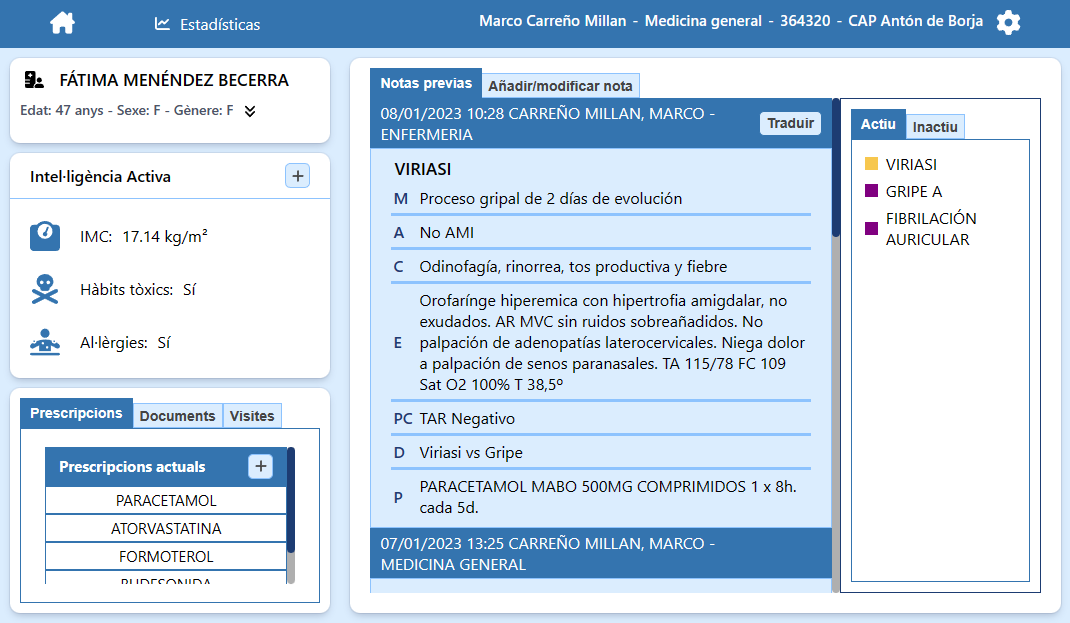 Estadísticas
Marco Carreño Millan - Medicina general - 364320 - CAP Antón de Borja
FÁTIMA MENÉNDEZ BECERRA
Edat: 47 anys - Sexe: F - Gènere: F
Intel·ligència Activa
+
IMC: 17.14 kg/m²
Hàbits tòxics: Sí
Al·lèrgies: Sí
Prescripcions Documents Visites
Prescripcions actuals +
PARACETAMOL
ATORVASTATINA
FORMOTEROL
BUDESONIDA
Notas previas Añadir/modificar nota
08/01/2023 10:28 CARREÑO MILLAN, MARCO -
ENFERMERIA
Traduir
VIRIASI
M Proceso gripal de 2 días de evolución
A No AMI
C Odinofagía, rinorrea, tos productiva y fiebre
E Orofarínge hiperemica con hipertrofia amigdalar, no
exudados. AR MVC sin ruidos sobreañadidos. No
palpación de adenopatías laterocervicales. Niega dolor
a palpación de senos paranasales. TA 115/78 FC 109
Sat O2 100% T 38,5º
PC TAR Negativo
D Viriasi vs Gripe
P PARACETAMOL MABO 500MG COMPRIMIDOS 1 x 8h.
cada 5d.
07/01/2023 13:25 CARREÑO MILLAN, MARCO -
MEDICINA GENERAL
Actiu Inactiu
VIRIASI
GRIPE A
FIBRILACIÓN
AURICULAR